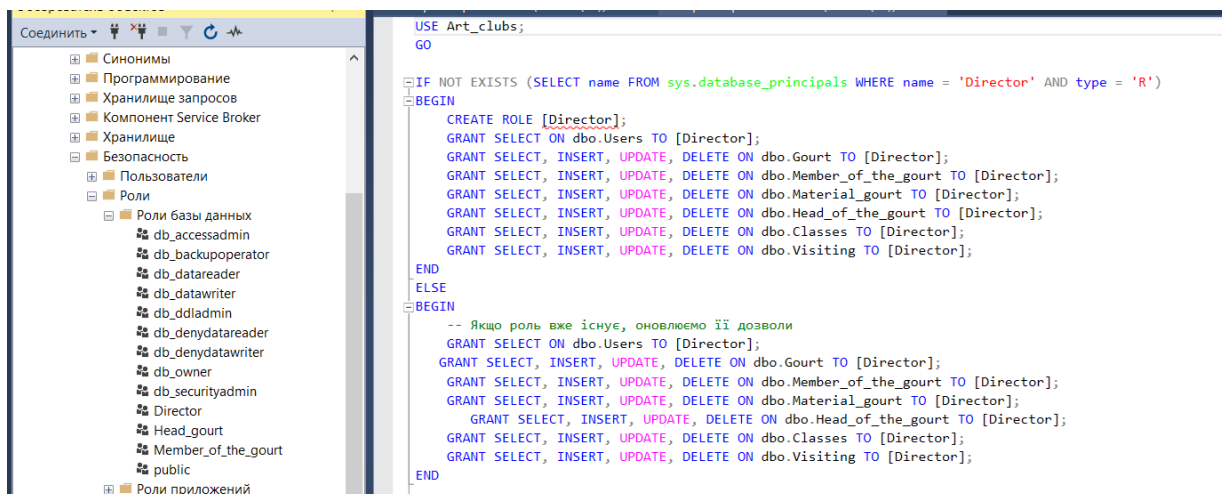 Соединить
Синонимы
Программирование
Хранилище запросов
Компонент Service Broker
Хранилище
Безопасность
Пользователи
Роли
Роли базы данных
db_accessadmin
db_backupoperator
db_datareader
db_datawriter
db_ddladmin
db_denydatareader
db_denydatawriter
db_owner
db_securityadmin
Director
Head_gourt
Member_of_the_gourt
public
Роли приложений
USE Art_clubs;
GO
IF NOT EXISTS (SELECT name FROM sys.database_principals WHERE name = 'Director' AND type = 'R')
BEGIN
CREATE ROLE [Director];
GRANT SELECT ON dbo.Users TO [Director];
GRANT SELECT, INSERT, UPDATE, DELETE ON dbo.Gourt TO [Director];
GRANT SELECT, INSERT, UPDATE, DELETE ON dbo.Member_of_the_gourt TO [Director];
GRANT SELECT, INSERT, UPDATE, DELETE ON dbo.Material_gourt TO [Director];
GRANT SELECT, INSERT, UPDATE, DELETE ON dbo.Head_of_the_gourt TO [Director];
GRANT SELECT, INSERT, UPDATE, DELETE ON dbo.Classes TO [Director];
GRANT SELECT, INSERT, UPDATE, DELETE ON dbo.Visiting TO [Director];
END
ELSE
BEGIN
-- Якщо роль вже існує, оновлюємо її дозволи
GRANT SELECT ON dbo.Users TO [Director];
GRANT SELECT, INSERT, UPDATE, DELETE ON dbo.Gourt TO [Director];
GRANT SELECT, INSERT, UPDATE, DELETE ON dbo.Member_of_the_gourt TO [Director];
GRANT SELECT, INSERT, UPDATE, DELETE ON dbo.Material_gourt TO [Director];
GRANT SELECT, INSERT, UPDATE, DELETE ON dbo.Head_of_the_gourt TO [Director];
GRANT SELECT, INSERT, UPDATE, DELETE ON dbo.Classes TO [Director];
GRANT SELECT, INSERT, UPDATE, DELETE ON dbo.Visiting TO [Director];
END